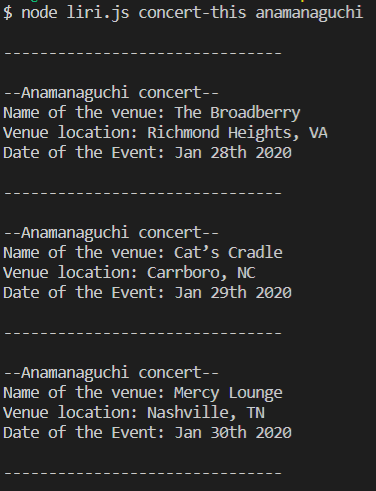 $ node liri.js concert-this anamanaguchi
-------------------------------
--Anamanaguchi concert--
Name of the venue: The Broadberry
Venue location: Richmond Heights, VA
Date of the Event: Jan 28th 2020
-------------------------------
--Anamanaguchi concert--
Name of the venue: Cat’s Cradle
Venue location: Carrboro, NC
Date of the Event: Jan 29th 2020
-------------------------------
--Anamanaguchi concert--
Name of the venue: Mercy Lounge
Venue location: Nashville, TN
Date of the Event: Jan 30th 2020
-------------------------------